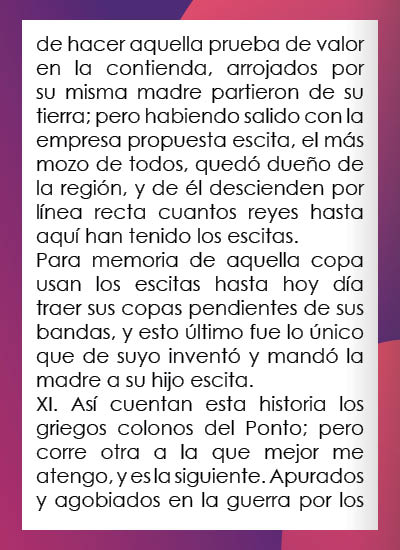 de hacer aquella prueba de valor
en la contienda, arrojados por
su misma madre partieron de su
tierra; pero habiendo salido con la
empresa propuesta escita, el más
mozo de todos, quedó dueño de
la región, y de él descienden por
línea recta cuantos reyes hasta
aquí han tenido los escitas.
Para memoria de aquella copa
usan los escitas hasta hoy día
traer sus copas pendientes de sus
bandas, y esto último fue lo único
que de suyo inventó y mandó la
madre a su hijo escita.
XI. Así cuentan esta historia los
griegos colonos del Ponto; pero
corre otra a la que mejor me
atengo, y es la siguiente. Apurados
y agobiados en la guerra por los